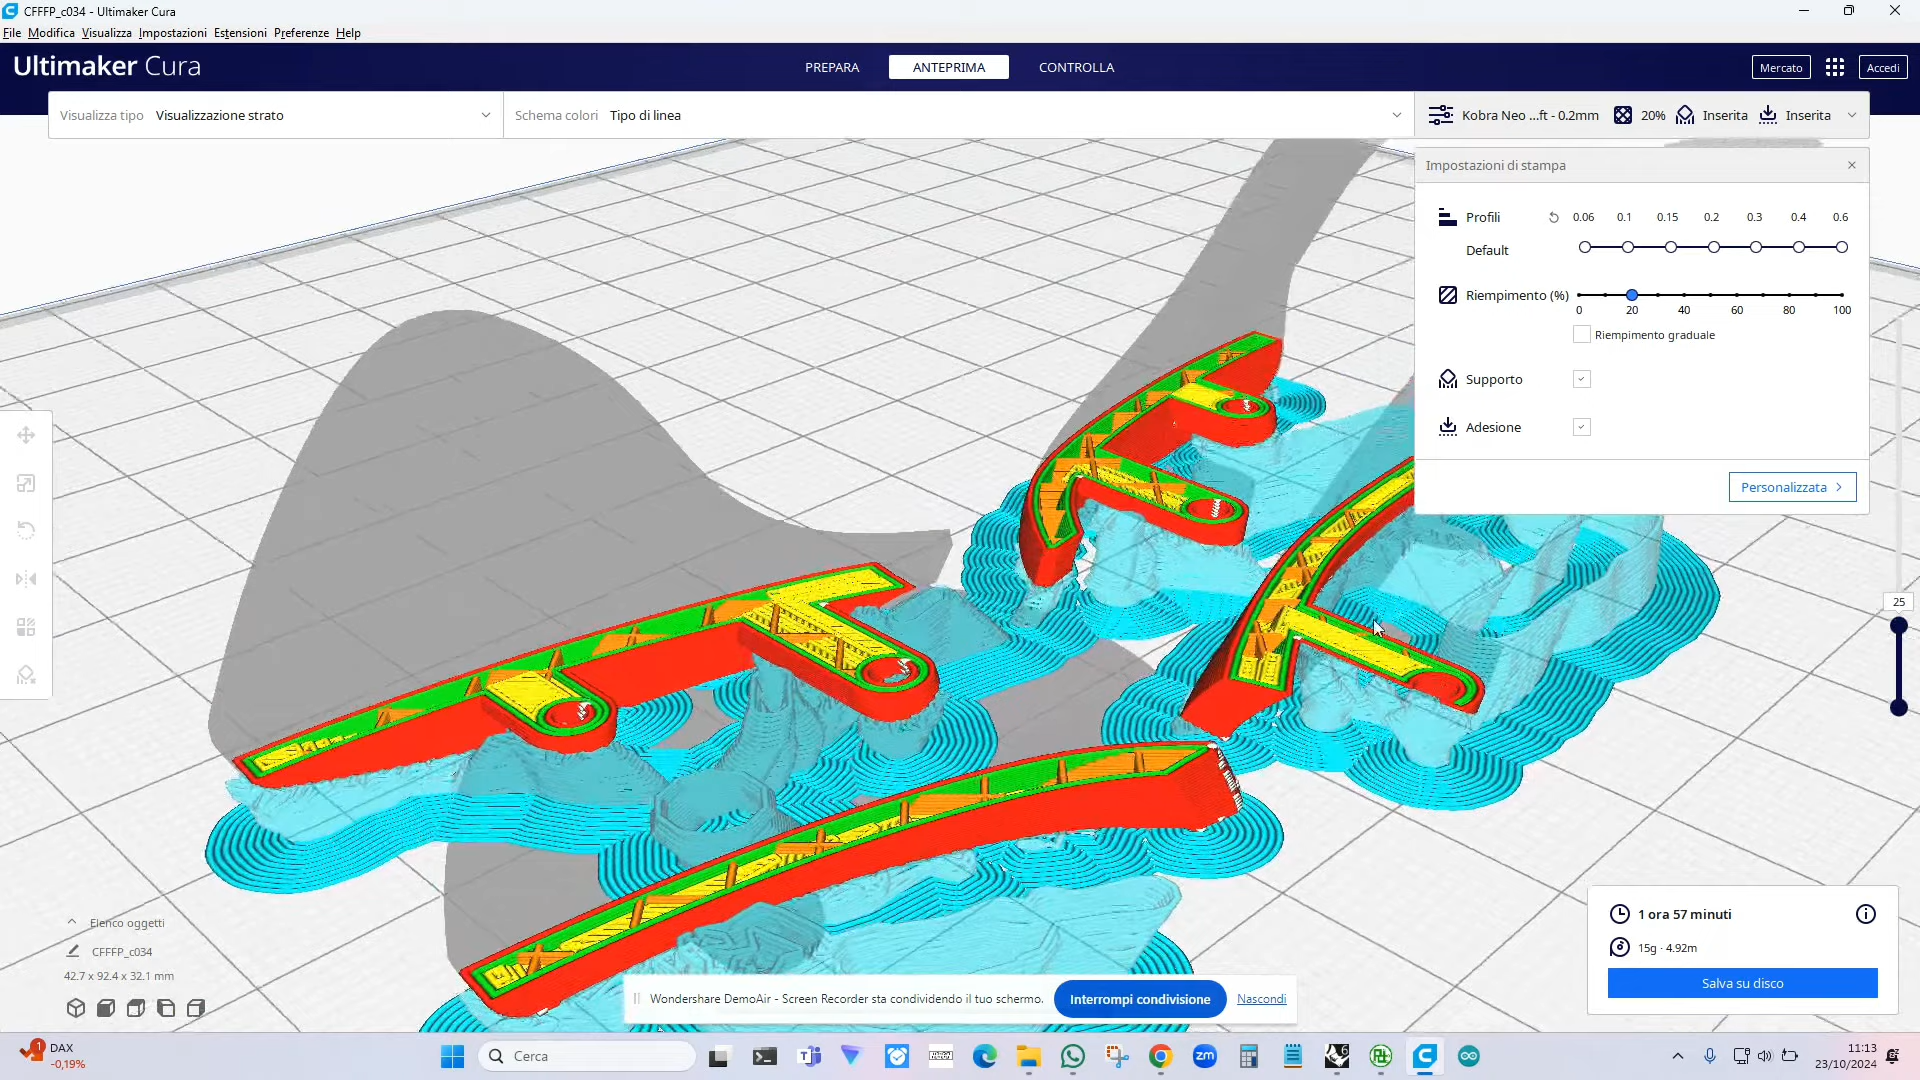 CFFFP_c034 - Ultimaker Cura
File Modifica Visualizza Impostazioni Estensioni Preferenze Help
Ultimaker Cura
PREPARA ANTEPRIMA CONTROLLA
Mercato Accedi
Visualizza tipo Visualizzazione strato Schema colori Tipo di linea
Kobra Neo ...ft - 0.2mm 20% Inserita Inserita
Impostazioni di stampa
Profili 0.06 0.1 0.15 0.2 0.3 0.4 0.6
Default
Riempimento (%)
0 20 40 60 80 100
Riempimento graduale
Supporto
Adesione
Personalizzata
25
Elenco oggetti
CFFFP_c034
42.7 x 92.4 x 32.1 mm
1 ora 57 minuti
15g · 4.92m
Salva su disco
Wondershare DemoAir - Screen Recorder sta condividendo il tuo schermo. Interrompi condivisione Nascondi
1
DAX
-0,19%
Cerca
zm
11:13
23/10/2024